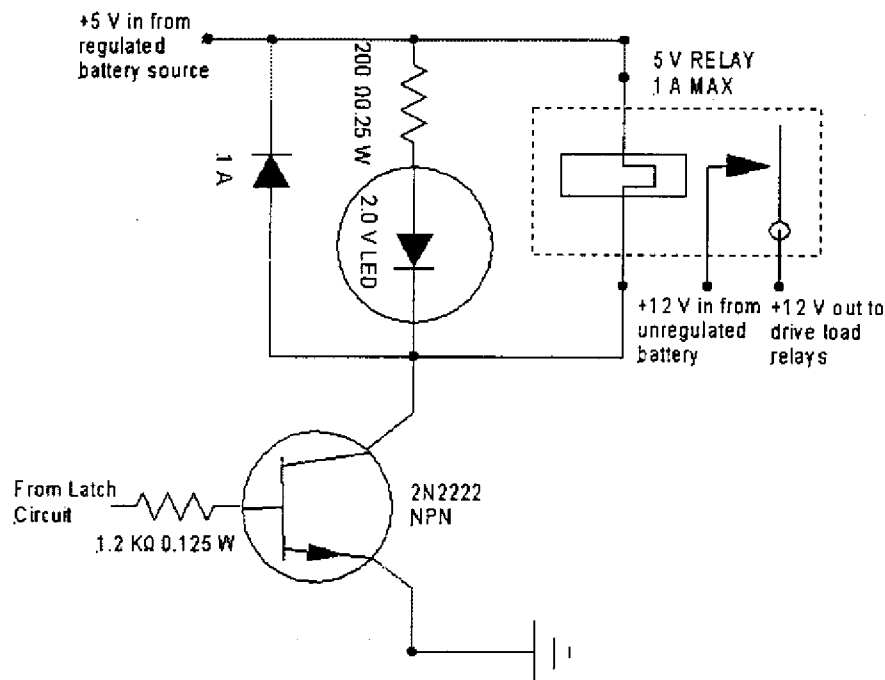 +5 V in from
regulated
battery source
200 Ω0.25 W
5 V RELAY
1 A MAX
1 A
2.0 V LED
+12 V in from
unregulated
battery
+12 V out to
drive load
relays
From Latch
Circuit
1.2 KΩ 0.125 W
2N2222
NPN